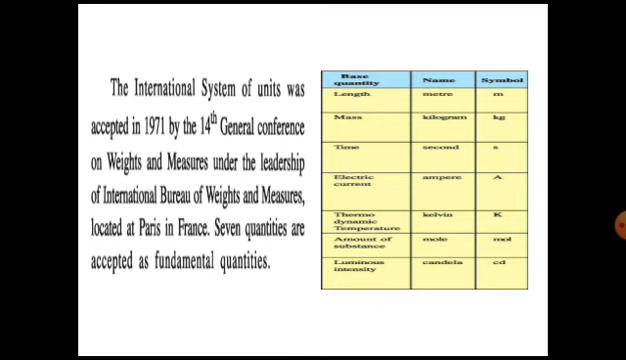 The International System of units was
accepted in 1971 by the 14th General conference
on Weights and Measures under the leadership
of International Bureau of Weights and Measures,
located at Paris in France. Seven quantities are
accepted as fundamental quantities.
Base quantity Name Symbol
Length metre m
Mass kilogram kg
Time second s
Electric current ampere A
Thermo dynamic Temperature kelvin K
Amount of substance mole mol
Luminous intensity candela cd